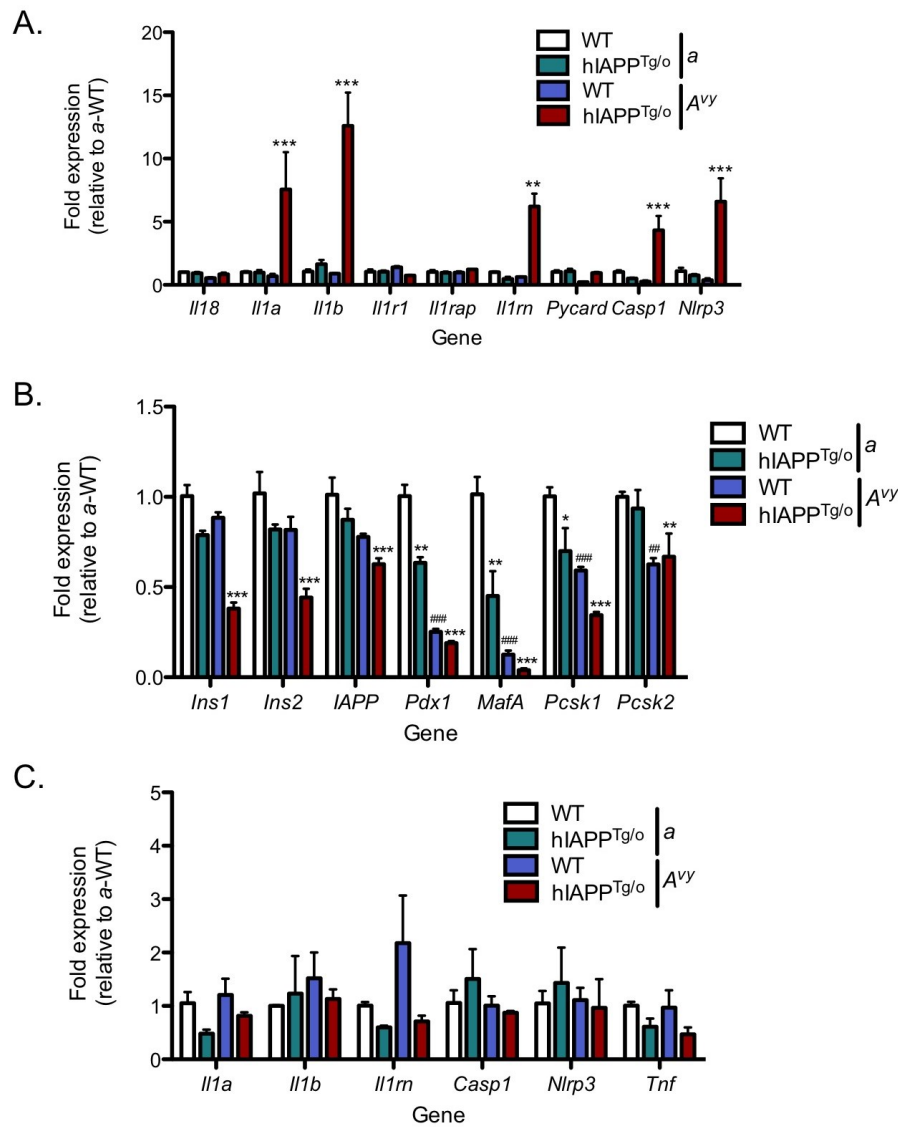 A.
20
15
10
5
0
Fold expression
(relative to a-WT)
WT
hIAPPTg/o
a
WT
hIAPPTg/o
Avy
***
***
**
***
***
Il18 Il1a Il1b Il1r1 Il1rap Il1rn Pycard Casp1 Nlrp3
Gene
B.
1.5
1.0
0.5
0.0
Fold expression
(relative to a-WT)
WT
hIAPPTg/o
a
WT
hIAPPTg/o
Avy
***
***
***
** ### ***
** ### ***
* ### ***
## **
Ins1 Ins2 IAPP Pdx1 MafA Pcsk1 Pcsk2
Gene
C.
5
4
3
2
1
0
Fold expression
(relative to a-WT)
WT
hIAPPTg/o
a
WT
hIAPPTg/o
Avy
Il1a Il1b Il1rn Casp1 Nlrp3 Tnf
Gene